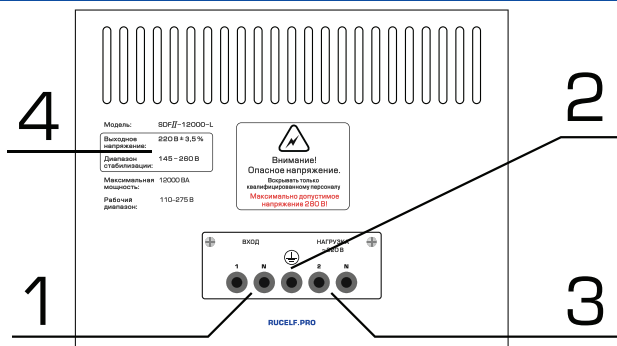 4
2
Модель: SDFII-12000-L
Выходное напряжение: 220 В ± 3,5 %
Диапазон стабилизации: 145-260 В
Максимальная мощность: 12000 ВА
Рабочий диапазон: 110-275 В
Внимание!
Опасное напряжение.
Вскрывать только
квалифицированному персоналу
Максимально допустимое
напряжение 280 В!
ВХОД НАГРУЗКА
~220 В
1 N 2 N
1
3
RUCELF.PRO